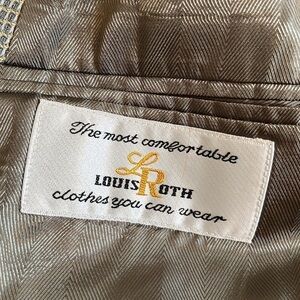 The most comfortable
LR
LOUIS ROTH
clothes you can wear